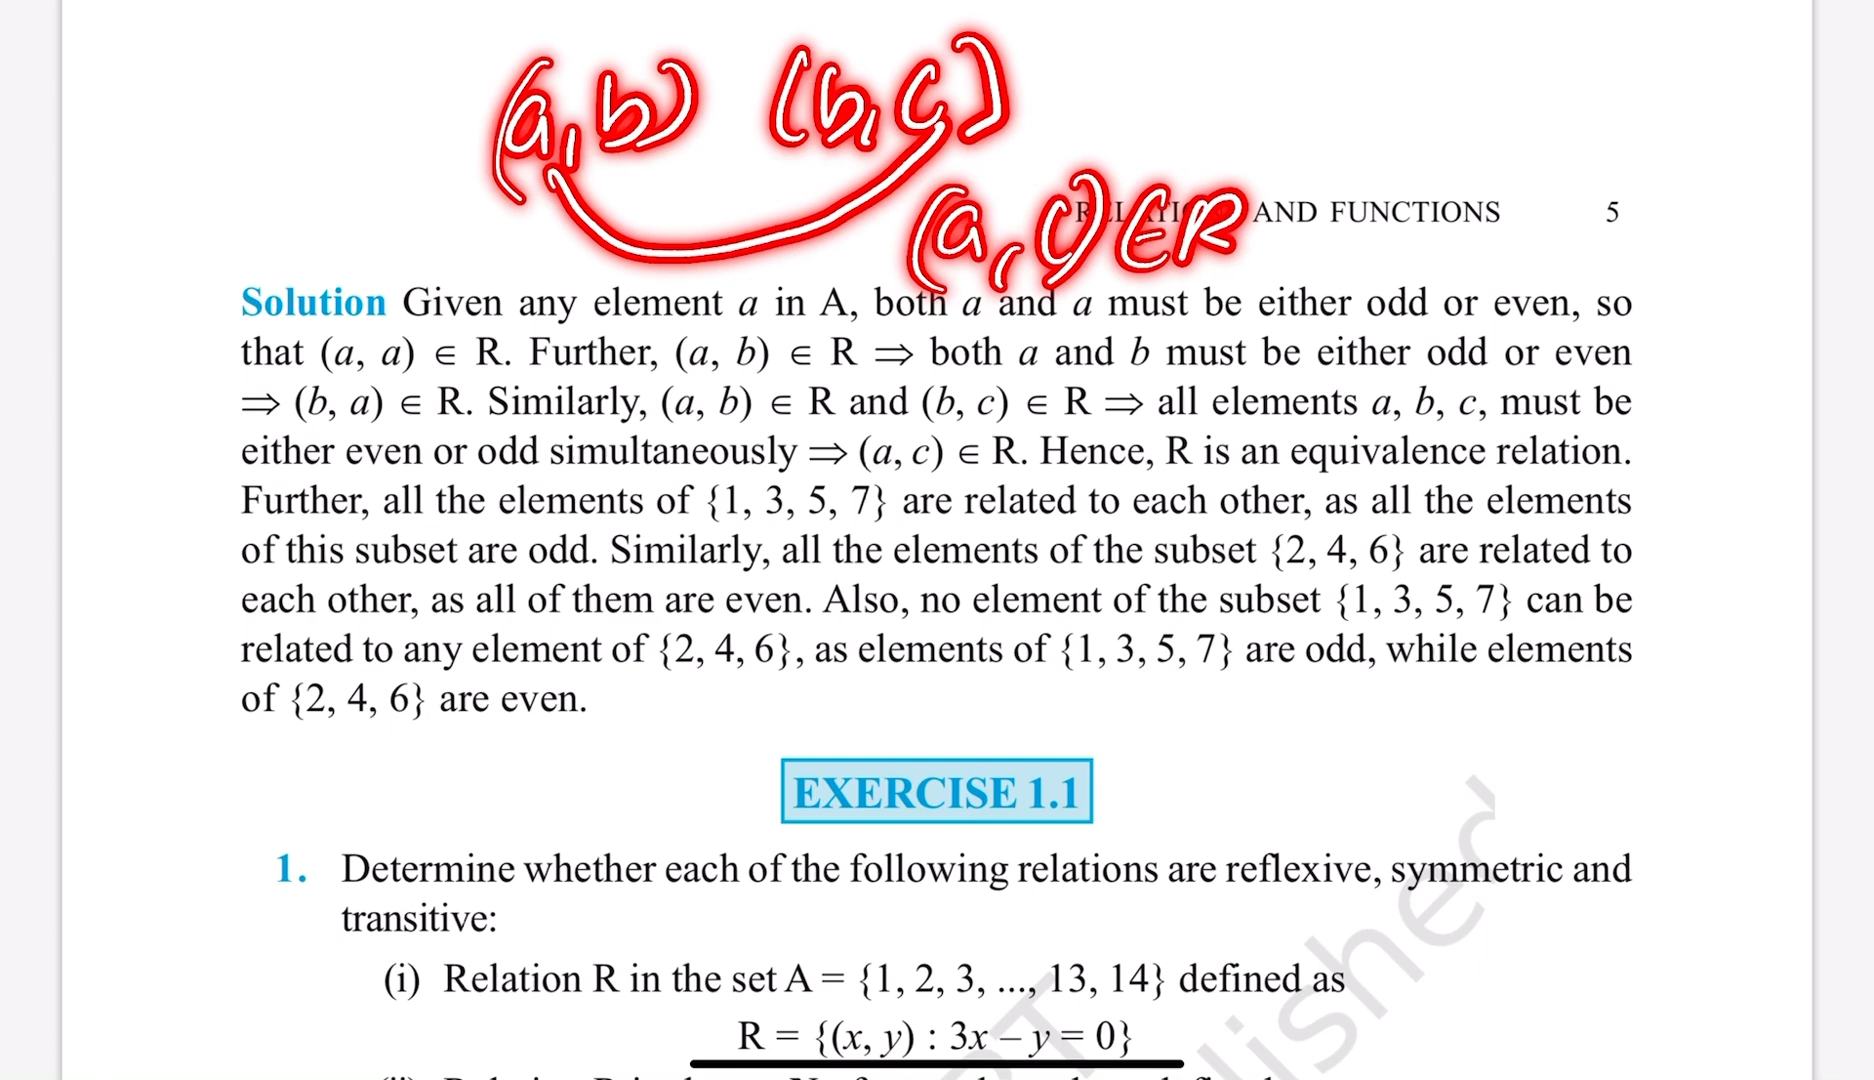 (a,b) (b,c)
(a,c)∈R
RELATIONS AND FUNCTIONS 5
Solution Given any element a in A, both a and a must be either odd or even, so
that (a, a) ∈ R. Further, (a, b) ∈ R ⇒ both a and b must be either odd or even
⇒ (b, a) ∈ R. Similarly, (a, b) ∈ R and (b, c) ∈ R ⇒ all elements a, b, c, must be
either even or odd simultaneously ⇒ (a, c) ∈ R. Hence, R is an equivalence relation.
Further, all the elements of {1, 3, 5, 7} are related to each other, as all the elements
of this subset are odd. Similarly, all the elements of the subset {2, 4, 6} are related to
each other, as all of them are even. Also, no element of the subset {1, 3, 5, 7} can be
related to any element of {2, 4, 6}, as elements of {1, 3, 5, 7} are odd, while elements
of {2, 4, 6} are even.
EXERCISE 1.1
1. Determine whether each of the following relations are reflexive, symmetric and
transitive:
(i) Relation R in the set A = {1, 2, 3, ..., 13, 14} defined as
R = {(x, y) : 3x – y = 0}